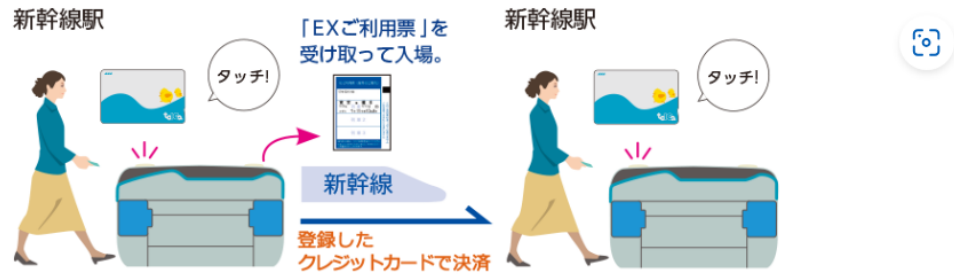 新幹線駅
タッチ!
「EXご利用票」を
受け取って入場。
新幹線
登録した
クレジットカードで決済
新幹線駅
タッチ!